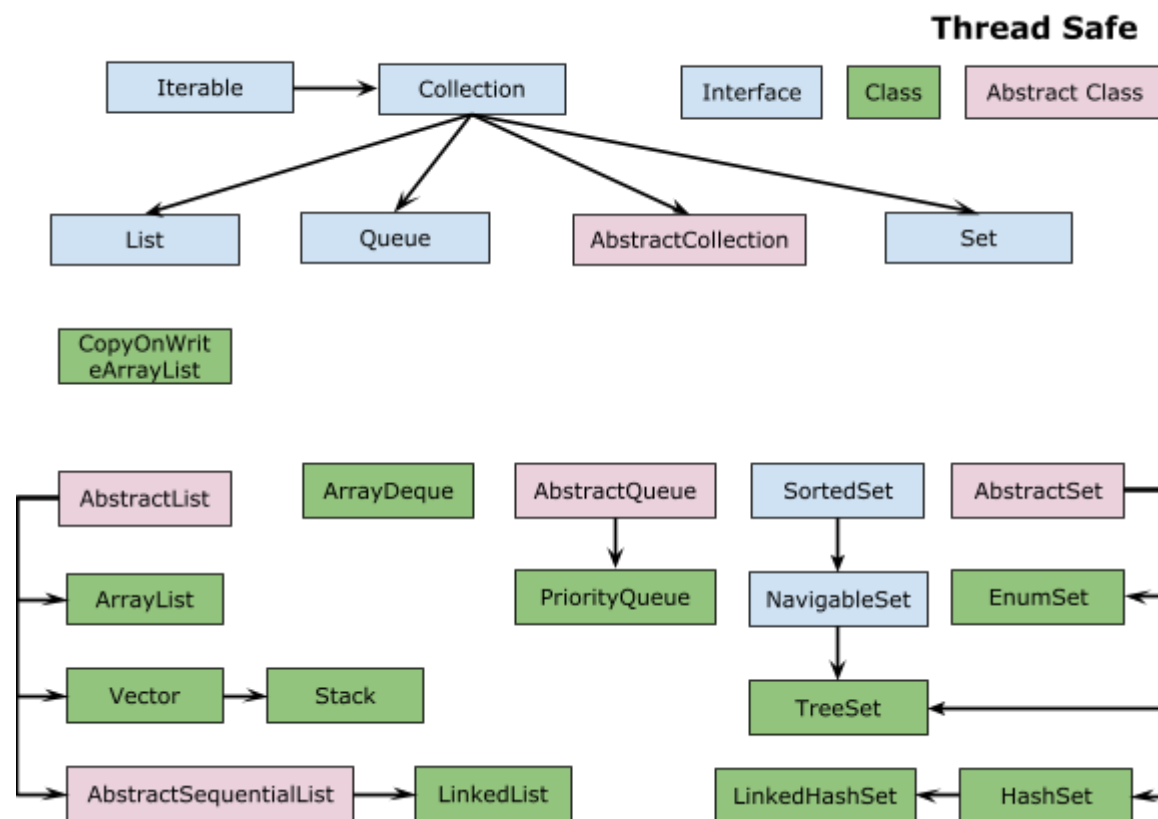 Thread Safe
Iterable
Collection
Interface
Class
Abstract Class
List
Queue
AbstractCollection
Set
CopyOnWrit
eArrayList
AbstractList
ArrayDeque
AbstractQueue
SortedSet
AbstractSet
ArrayList
PriorityQueue
NavigableSet
EnumSet
Vector
Stack
TreeSet
AbstractSequentialList
LinkedList
LinkedHashSet
HashSet